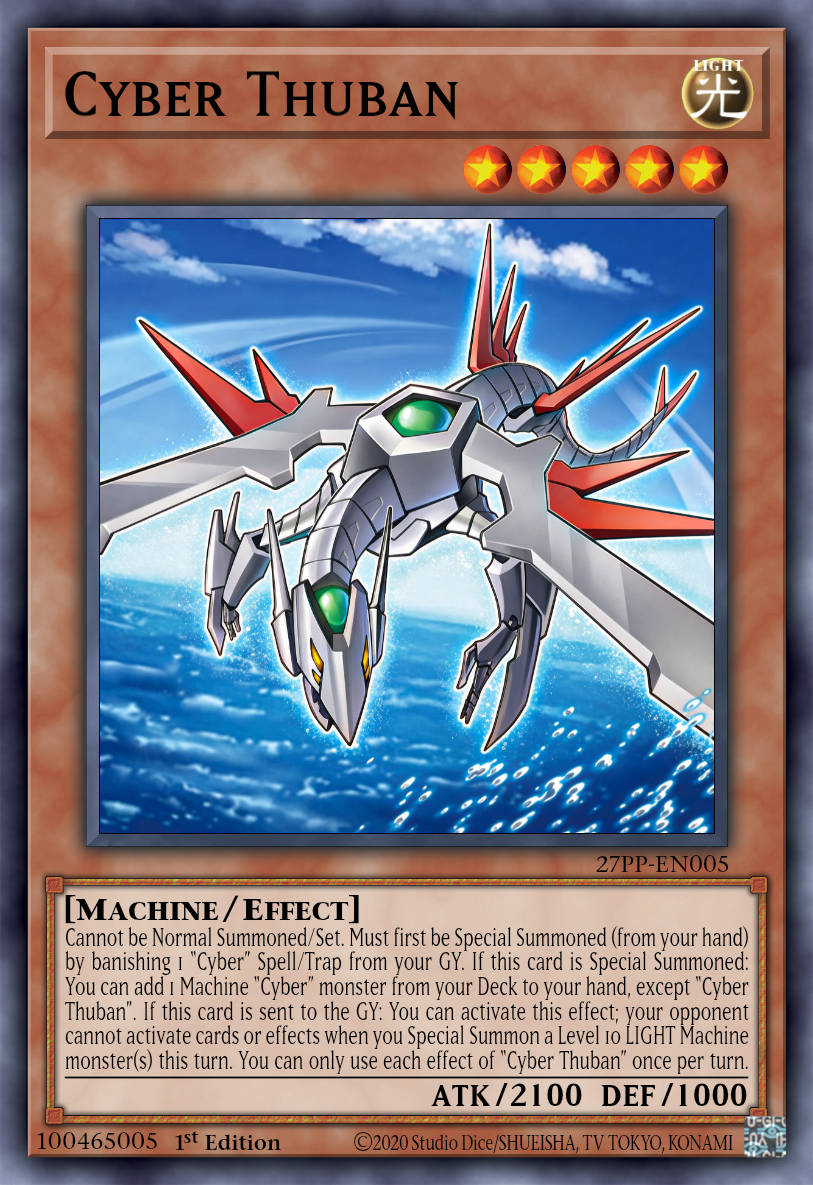 Cyber Thuban
LIGHT
光
27PP-EN005
[Machine/Effect]
Cannot be Normal Summoned/Set. Must first be Special Summoned (from your hand)
by banishing 1 "Cyber" Spell/Trap from your GY. If this card is Special Summoned:
You can add 1 Machine "Cyber" monster from your Deck to your hand, except "Cyber
Thuban". If this card is sent to the GY: You can activate this effect; your opponent
cannot activate cards or effects when you Special Summon a Level 10 LIGHT Machine
monster(s) this turn. You can only use each effect of "Cyber Thuban" once per turn.
ATK/2100 DEF/1000
100465005 1st Edition ©2020 Studio Dice/SHUEISHA, TV TOKYO, KONAMI